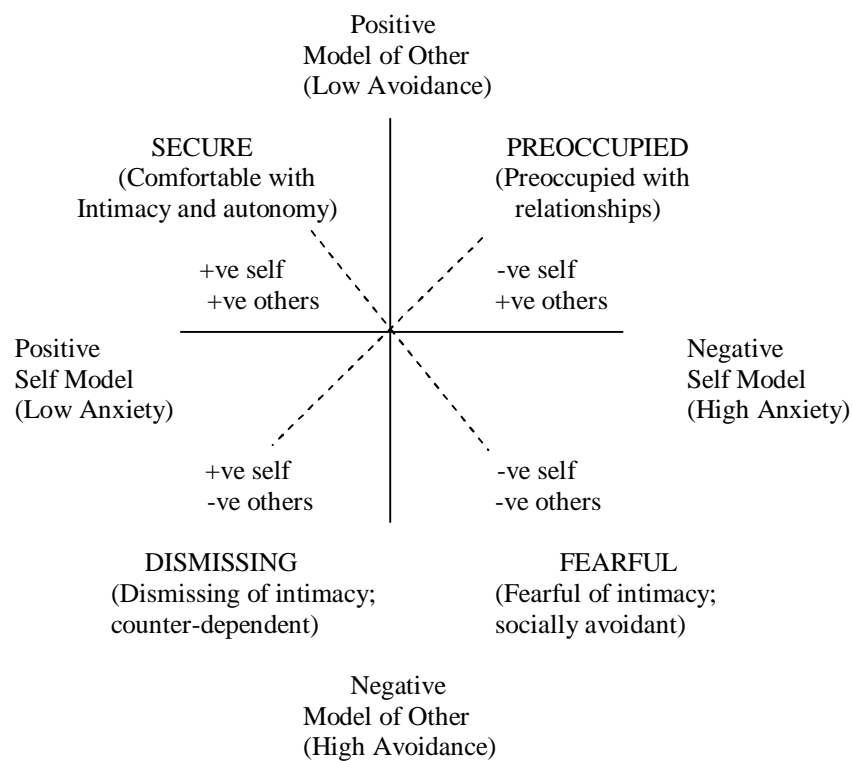 Positive
Model of Other
(Low Avoidance)
SECURE
(Comfortable with
Intimacy and autonomy)
PREOCCUPIED
(Preoccupied with
relationships)
+ve self
+ve others
-ve self
+ve others
Positive
Self Model
(Low Anxiety)
Negative
Self Model
(High Anxiety)
+ve self
-ve others
-ve self
-ve others
DISMISSING
(Dismissing of intimacy;
counter-dependent)
FEARFUL
(Fearful of intimacy;
socially avoidant)
Negative
Model of Other
(High Avoidance)